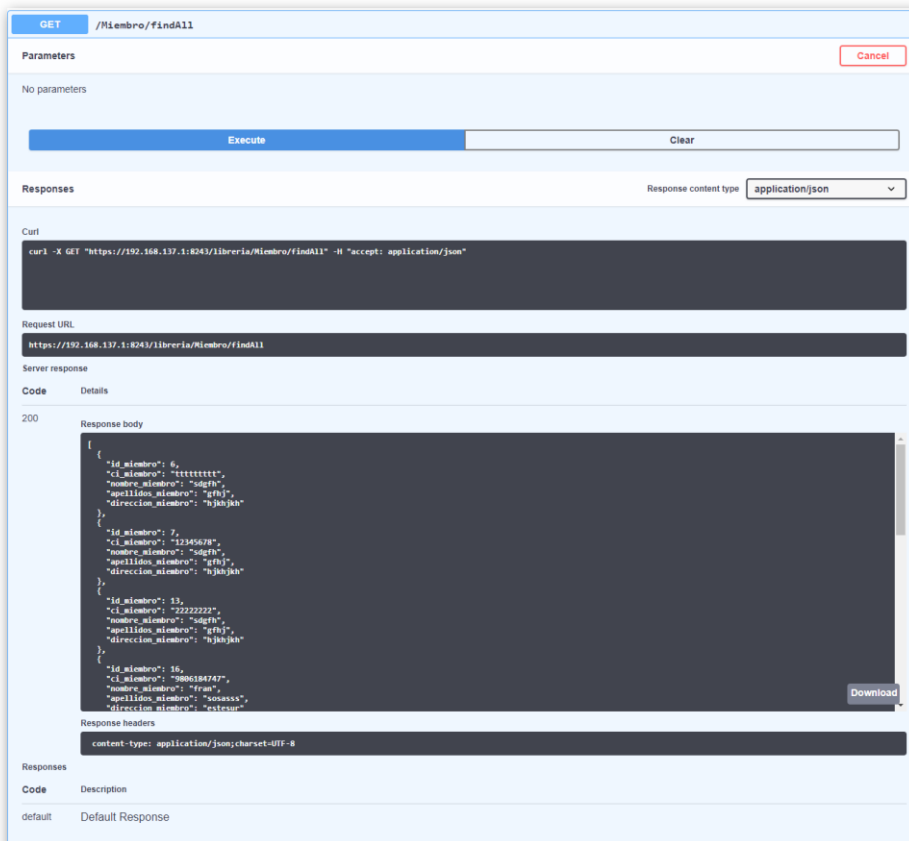 GET /Miembro/findAll
Parameters Cancel
No parameters
Execute Clear
Responses Response content type application/json
Curl
curl -X GET "https://192.168.137.1:8243/libreria/Miembro/findAll" -H "accept: application/json"
Request URL
https://192.168.137.1:8243/libreria/Miembro/findAll
Server response
Code Details
200
Response body
[
{
"id_miembro": 6,
"ci_miembro": "ttttttttt",
"nombre_miembro": "sdgfh",
"apellidos_miembro": "gfhj",
"direccion_miembro": "hjkhjkh"
},
{
"id_miembro": 7,
"ci_miembro": "12345678",
"nombre_miembro": "sdgfh",
"apellidos_miembro": "gfhj",
"direccion_miembro": "hjkhjkh"
},
{
"id_miembro": 13,
"ci_miembro": "22222222",
"nombre_miembro": "sdgfh",
"apellidos_miembro": "gfhj",
"direccion_miembro": "hjkhjkh"
},
{
"id_miembro": 16,
"ci_miembro": "9806184747",
"nombre_miembro": "fran",
"apellidos_miembro": "sosasss",
"direccion_miembro": "estesur"
Download
Response headers
content-type: application/json;charset=UTF-8
Responses
Code Description
default Default Response